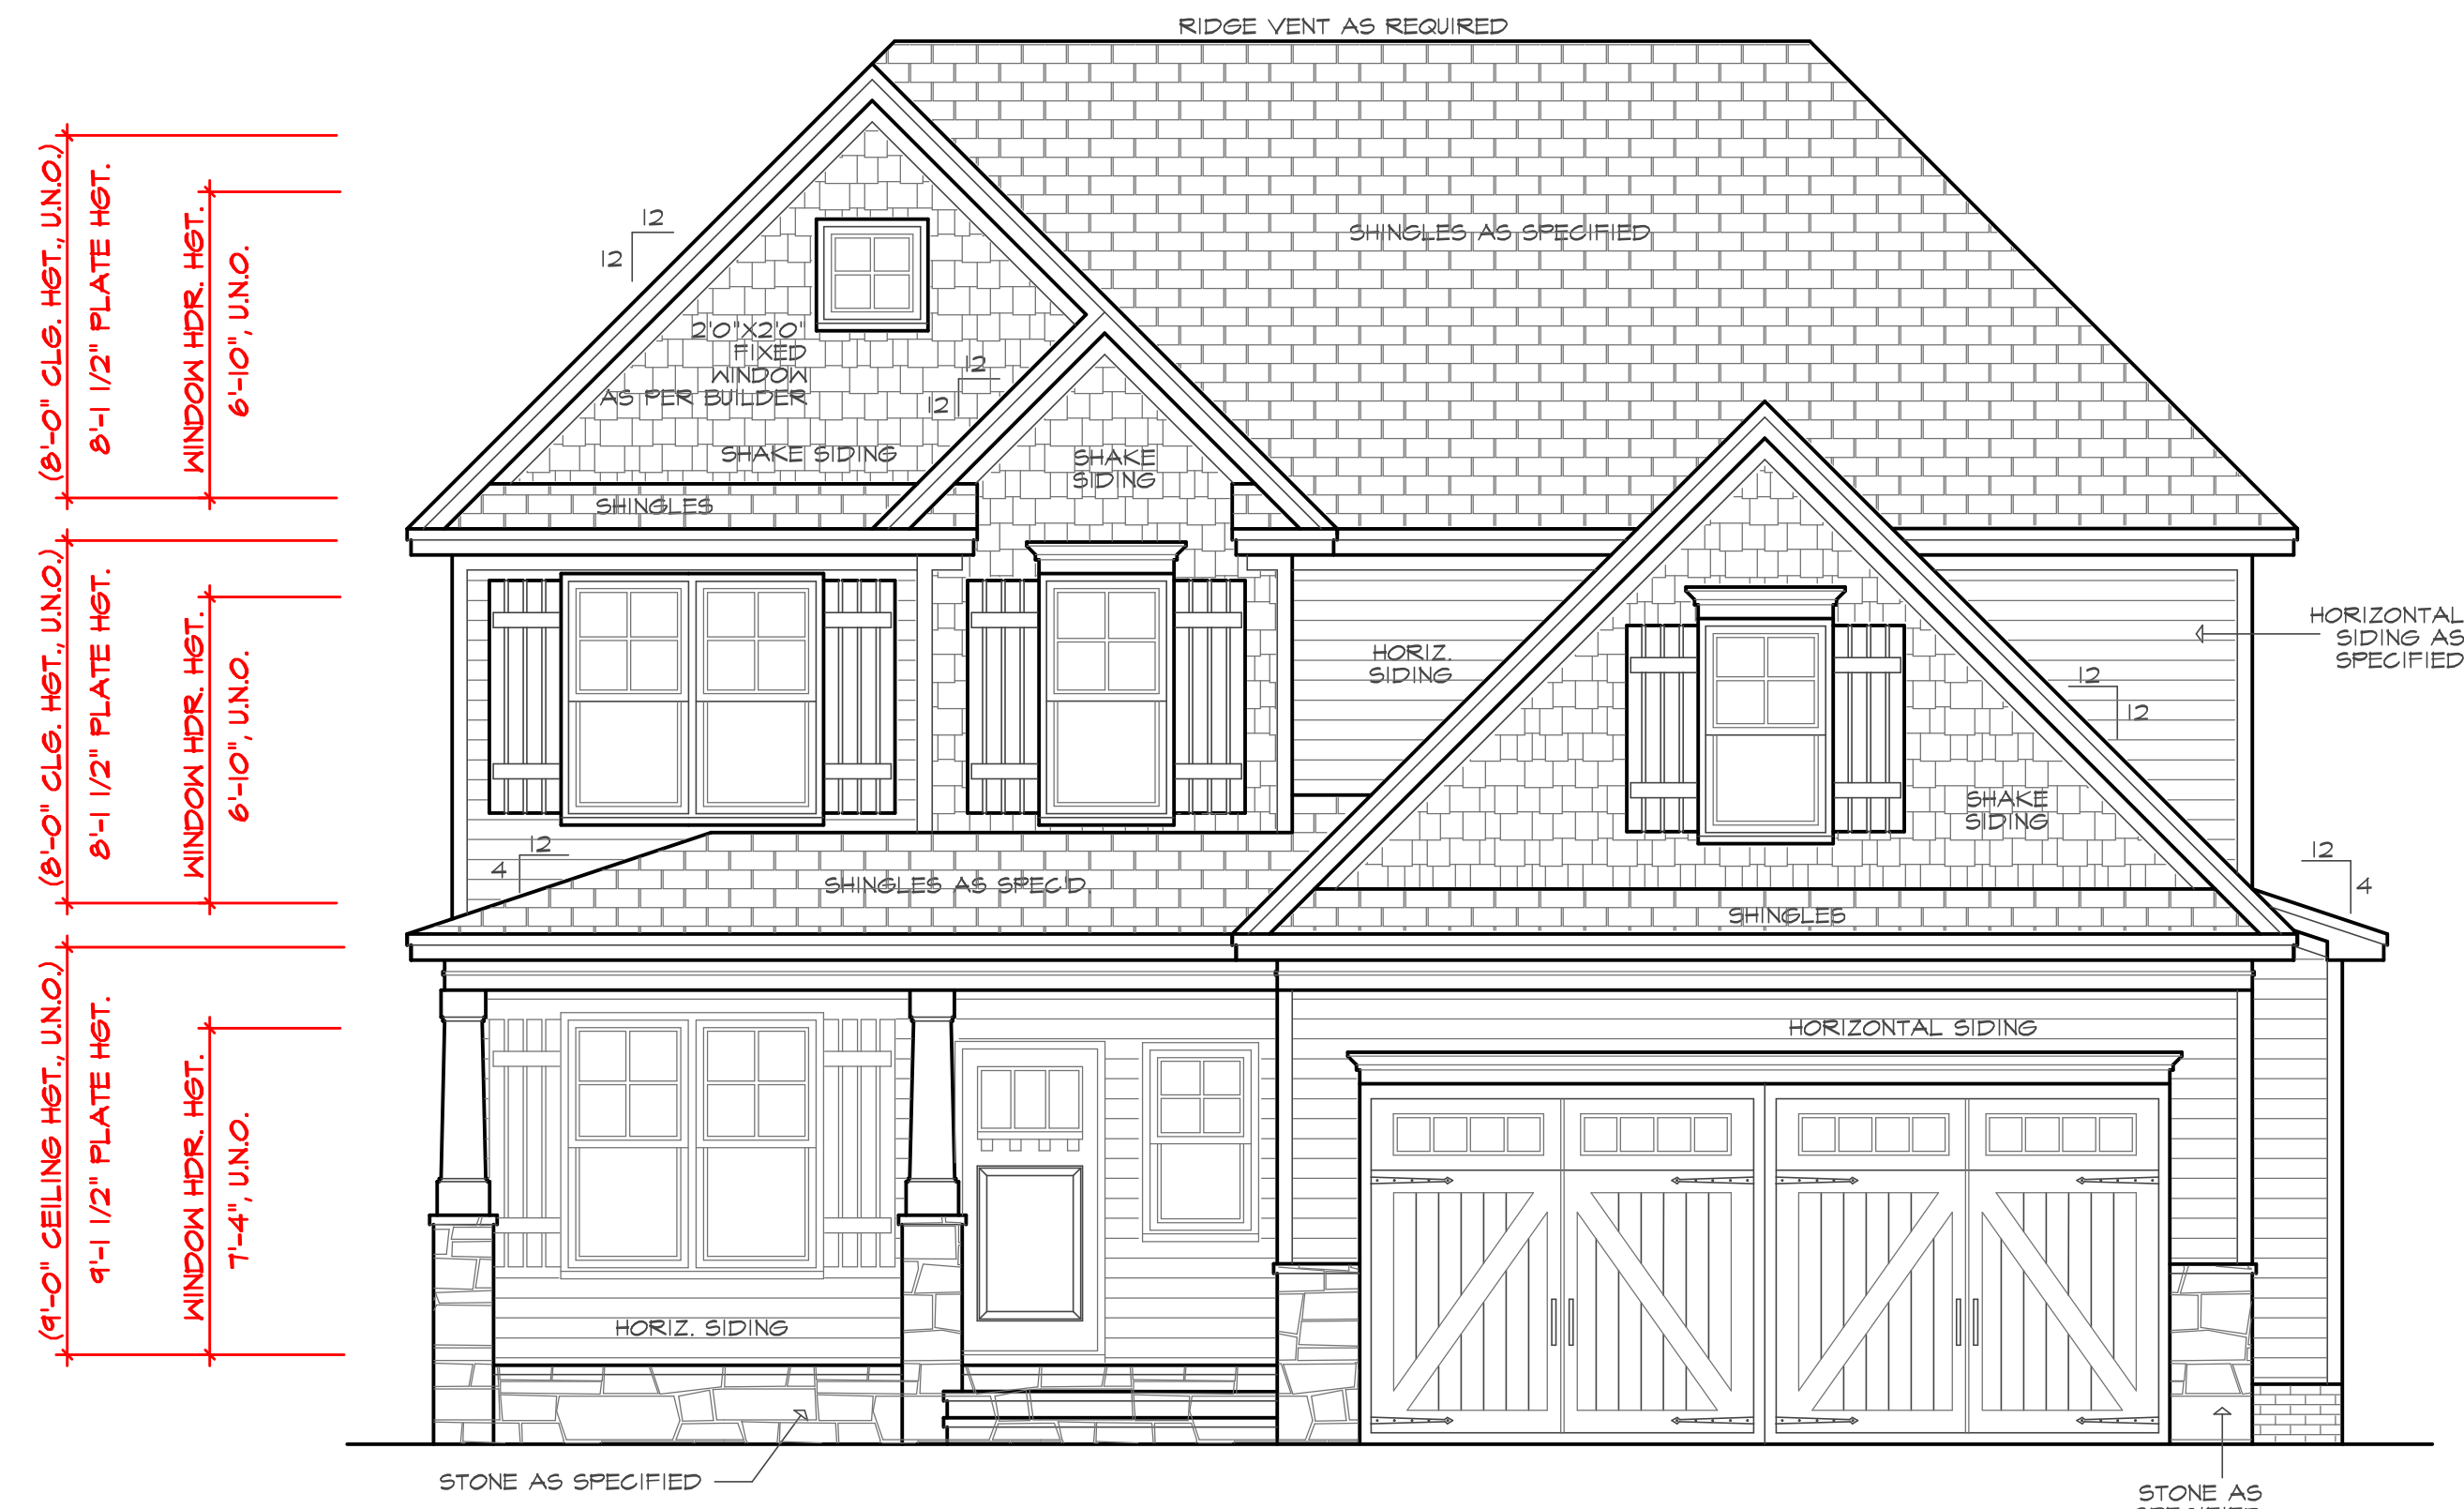 RIDGE VENT AS REQUIRED
(8'-0" CLG. HGT., U.N.O.)
8'-1 1/2" PLATE HGT.
WINDOW HDR. HGT.
6'-10", U.N.O.
12
12
SHINGLES AS SPECIFIED
2'0"X2'0"
FIXED
WINDOW
AS PER BUILDER
12
12
SHAKE SIDING
SHAKE
SIDING
SHINGLES
(8'-0" CLG. HGT., U.N.O.)
8'-1 1/2" PLATE HGT.
WINDOW HDR. HGT.
6'-10", U.N.O.
HORIZ.
SIDING
HORIZONTAL
SIDING AS
SPECIFIED
12
12
SHAKE
SIDING
12
4
SHINGLES AS SPEC'D
12
4
SHINGLES
(9'-0" CEILING HGT., U.N.O.)
9'-1 1/2" PLATE HGT.
WINDOW HDR. HGT.
7'-4", U.N.O.
HORIZONTAL SIDING
HORIZ. SIDING
STONE AS SPECIFIED
STONE AS